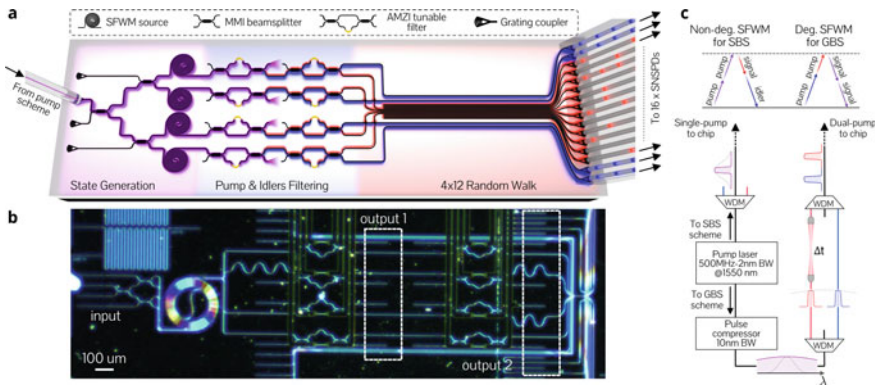 a
SFWM source
MMI beamsplitter
AMZI tunable
filter
Grating coupler
From pump
scheme
To 16 x SNSPDs
State Generation
Pump & Idlers Filtering
4x12 Random Walk
b
output 1
input
output 2
100 um
c
Non-deg. SFWM
for SBS
Deg. SFWM
for GBS
pump
pump
signal
idler
pump
pump
signal
signal
Single-pump
to chip
Dual-pump
to chip
WDM
WDM
To SBS
scheme
Pump laser
500MHz-2nm BW
@1550 nm
Δt
To GBS
scheme
Pulse
compressor
10nm BW
WDM
λ